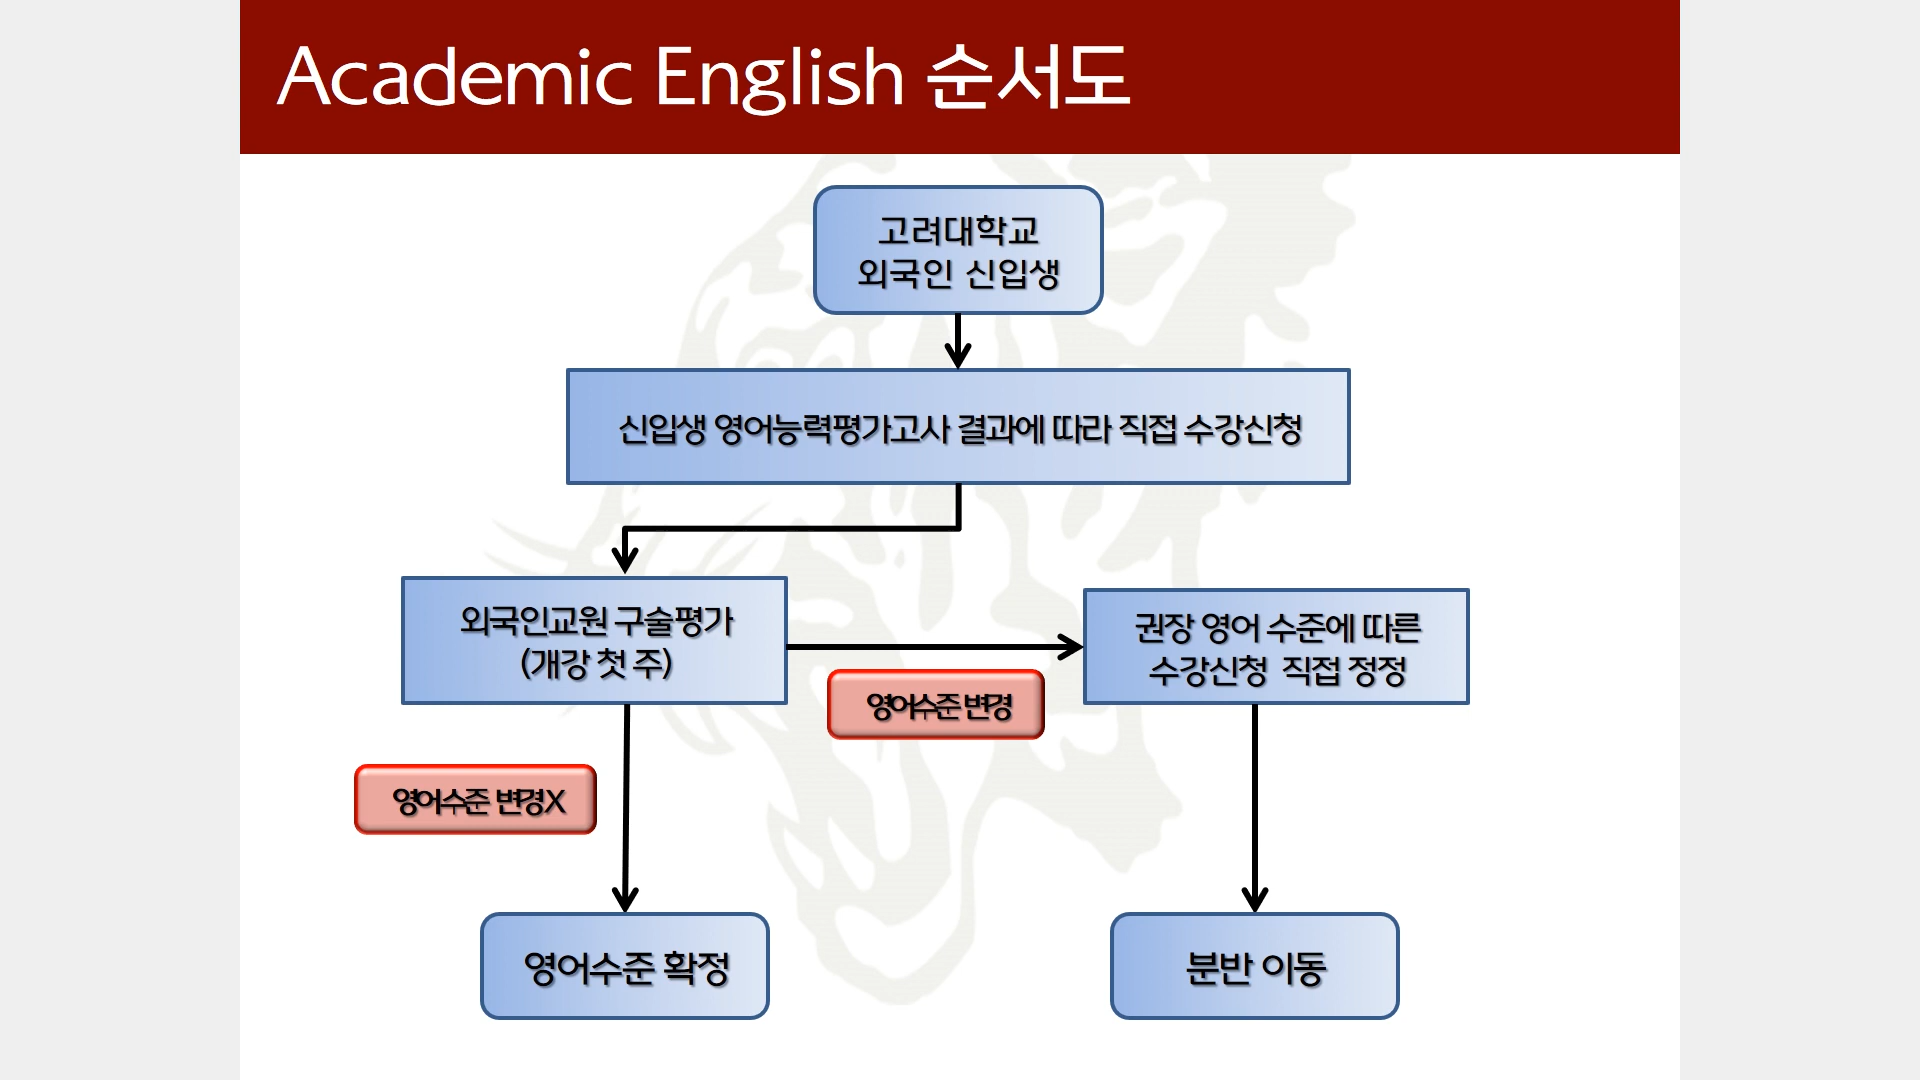 Academic English 순서도
고려대학교
외국인 신입생
신입생 영어능력평가고사 결과에 따라 직접 수강신청
외국인교원 구술평가
(개강 첫 주)
권장 영어 수준에 따른
수강신청 직접 정정
영어수준 변경
영어수준 변경X
영어수준 확정
분반 이동